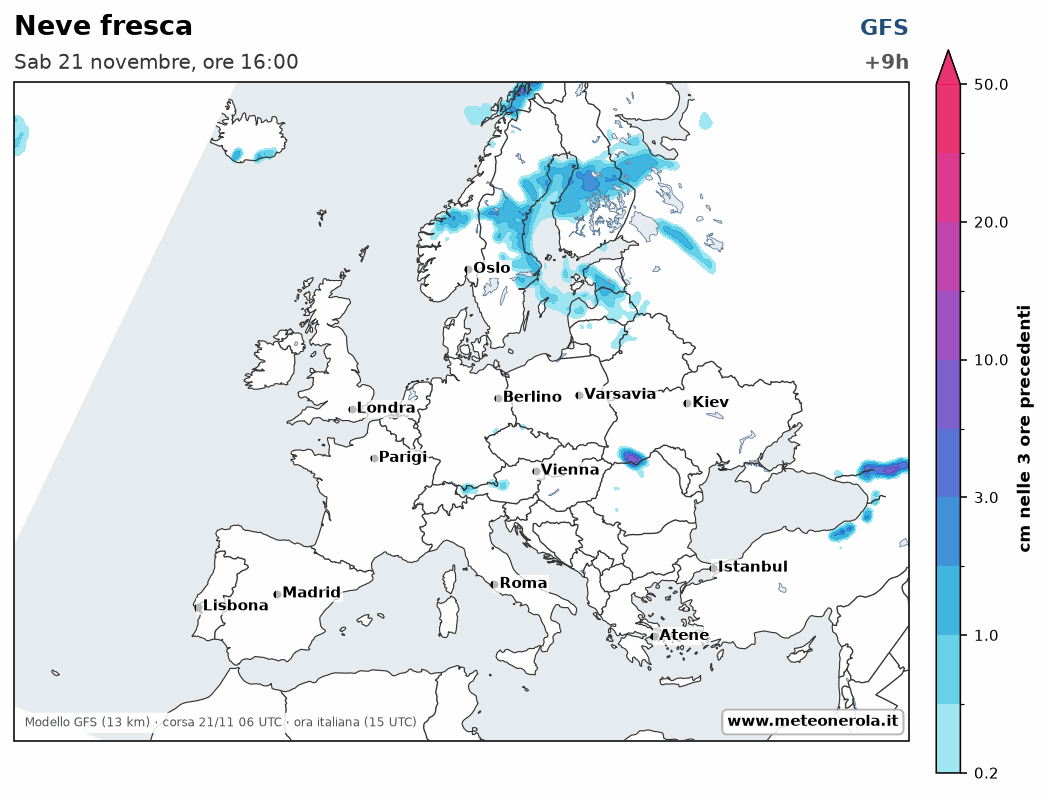 Neve fresca
GFS
Sab 21 novembre, ore 16:00
+9h
50.0
20.0
10.0
3.0
1.0
0.2
cm nelle 3 ore precedenti
Oslo
Berlino
Varsavia
Kiev
Londra
Parigi
Vienna
Istanbul
Roma
Madrid
Lisbona
Atene
Modello GFS (13 km) · corsa 21/11 06 UTC · ora italiana (15 UTC)
www.meteonerola.it